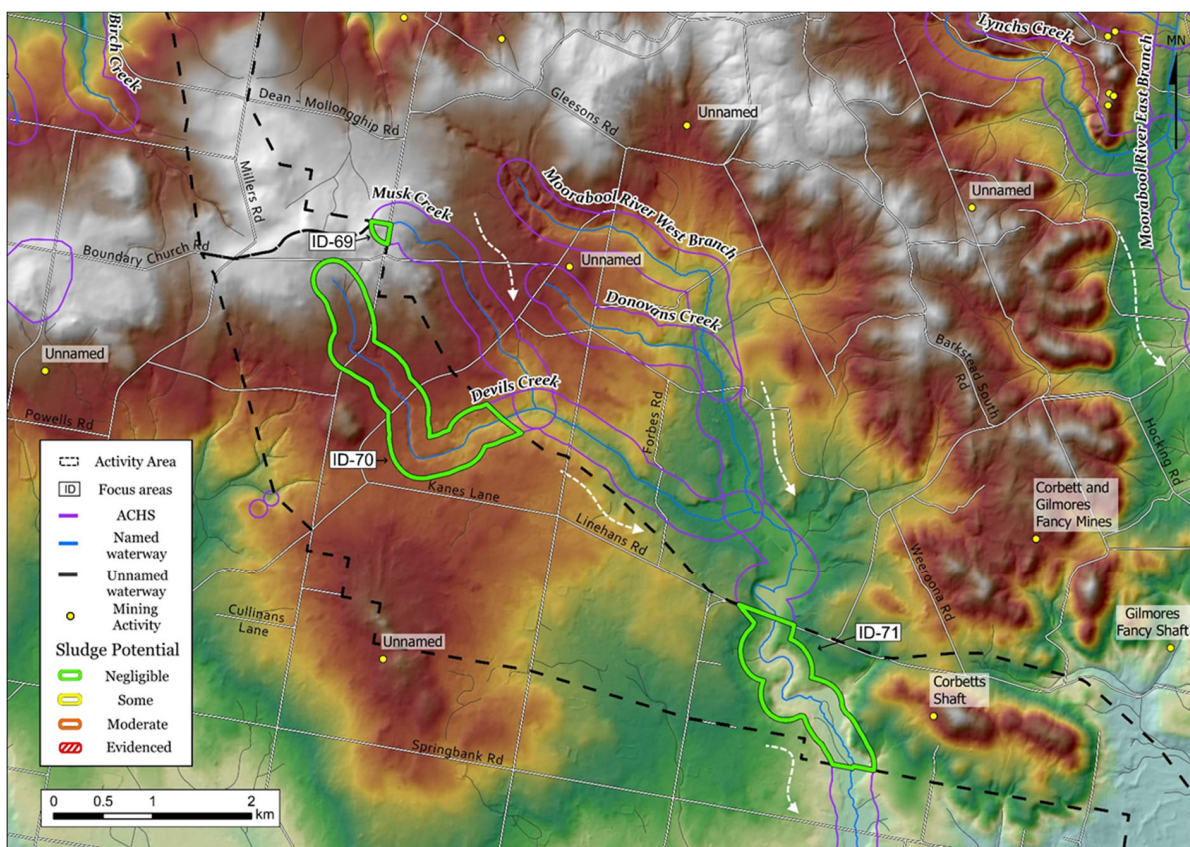 Birch Creek
Lynchs Creek
Moorabool River East Branch
MN
Dean - Mollongghip Rd
Gleesons Rd
Unnamed
Millers Rd
Unnamed
Musk Creek
Moorabool River West Branch
Boundary Church Rd
ID-69
Unnamed
Donovans Creek
Unnamed
Barkstead South
Rd
Devils Creek
Powells Rd
Forbes Rd
Hocking Rd
ID-70
Kanes Lane
Linehans Rd
Corbett and
Gilmores
Fancy Mines
Weeroona Rd
Cullinans
Lane
Unnamed
ID-71
Gilmores
Fancy Shaft
Corbetts
Shaft
Springbank Rd
Activity Area
ID Focus areas
ACHS
Named
waterway
Unnamed
waterway
Mining
Activity
Sludge Potential
Negligible
Some
Moderate
Evidenced
0 0.5 1 2
km